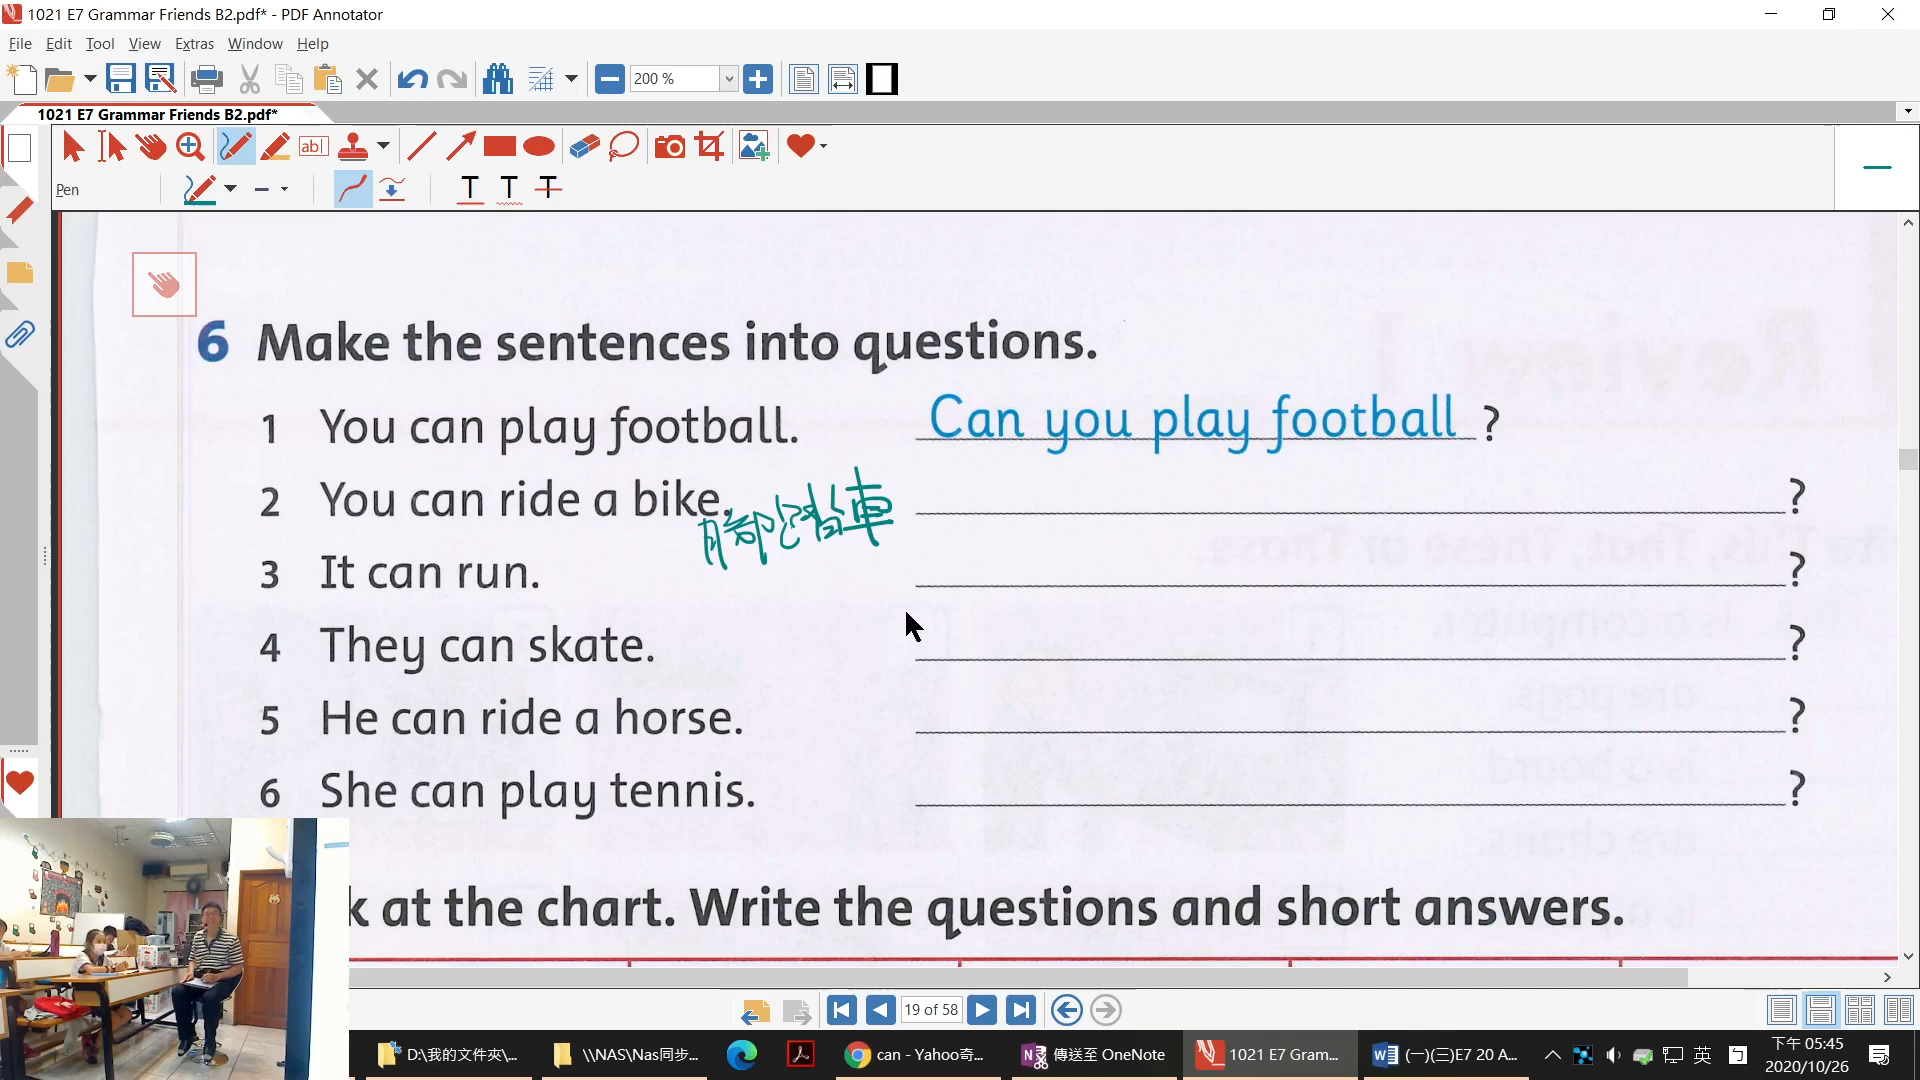 1021 E7 Grammar Friends B2.pdf* - PDF Annotator
File Edit Tool View Extras Window Help
200 %
1021 E7 Grammar Friends B2.pdf*
Pen
6 Make the sentences into questions.
1 You can play football. Can you play football ?
2 You can ride a bike. 腳踏車 ?
3 It can run. ?
4 They can skate. ?
5 He can ride a horse. ?
6 She can play tennis. ?
k at the chart. Write the questions and short answers.
19 of 58
D:\我的文件夾\...
\\NAS\Nas同步...
can - Yahoo奇...
傳送至 OneNote
1021 E7 Gram...
(一)(三)E7 20 A...
英
下午 05:45
2020/10/26